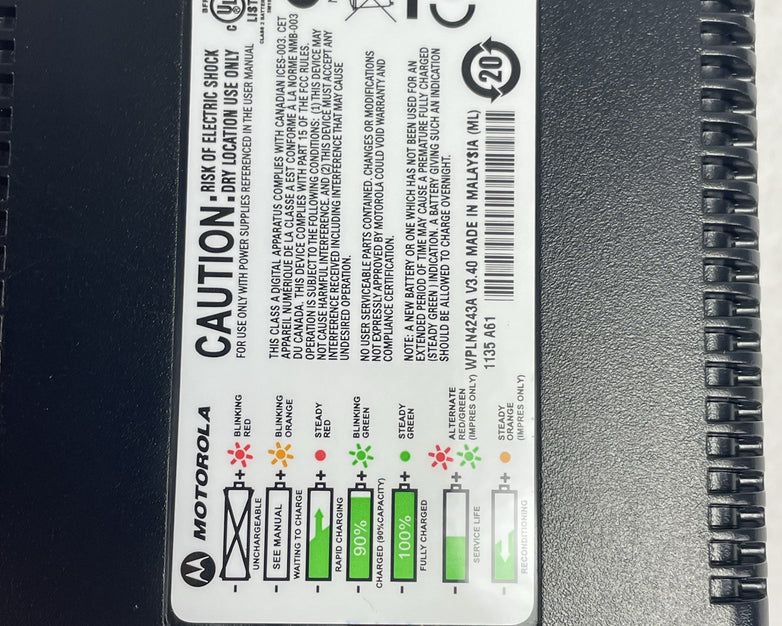 MOTOROLA
UNCHARGEABLE
BLINKING
RED
SEE MANUAL
WAITING TO CHARGE
BLINKING
ORANGE
RAPID CHARGING
STEADY
RED
90%
CHARGED (90%CAPACITY)
BLINKING
GREEN
100%
FULLY CHARGED
STEADY
GREEN
SERVICE LIFE
ALTERNATE
RED/GREEN
(IMPRES ONLY)
RECONDITIONING
STEADY
ORANGE
(IMPRES ONLY)
CAUTION: RISK OF ELECTRIC SHOCK
DRY LOCATION USE ONLY
FOR USE ONLY WITH POWER SUPPLIES REFERENCED IN THE USER MANUAL
THIS CLASS A DIGITAL APPARATUS COMPLIES WITH CANADIAN ICES-003. CET
APPAREIL NUMÉRIQUE DE LA CLASSE A EST CONFORME À LA NORME NMB-003
DU CANADA. THIS DEVICE COMPLIES WITH PART 15 OF THE FCC RULES.
OPERATION IS SUBJECT TO THE FOLLOWING CONDITIONS: (1) THIS DEVICE MAY
NOT CAUSE HARMFUL INTERFERENCE, AND (2) THIS DEVICE MUST ACCEPT ANY
INTERFERENCE RECEIVED INCLUDING INTERFERENCE THAT MAY CAUSE
UNDESIRED OPERATION.
NO USER SERVICEABLE PARTS CONTAINED. CHANGES OR MODIFICATIONS
NOT EXPRESSLY APPROVED BY MOTOROLA COULD VOID WARRANTY AND
COMPLIANCE CERTIFICATION.
NOTE: A NEW BATTERY OR ONE WHICH HAS NOT BEEN USED FOR AN
EXTENDED PERIOD OF TIME MAY CAUSE A PREMATURE FULLY CHARGED
(STEADY GREEN) INDICATION. A BATTERY GIVING SUCH AN INDICATION
SHOULD BE ALLOWED TO CHARGE OVERNIGHT.
WPLN4243A V3.40 MADE IN MALAYSIA (ML)
1135 A61
20
C UL
LIST
CLASS 2 BATTER